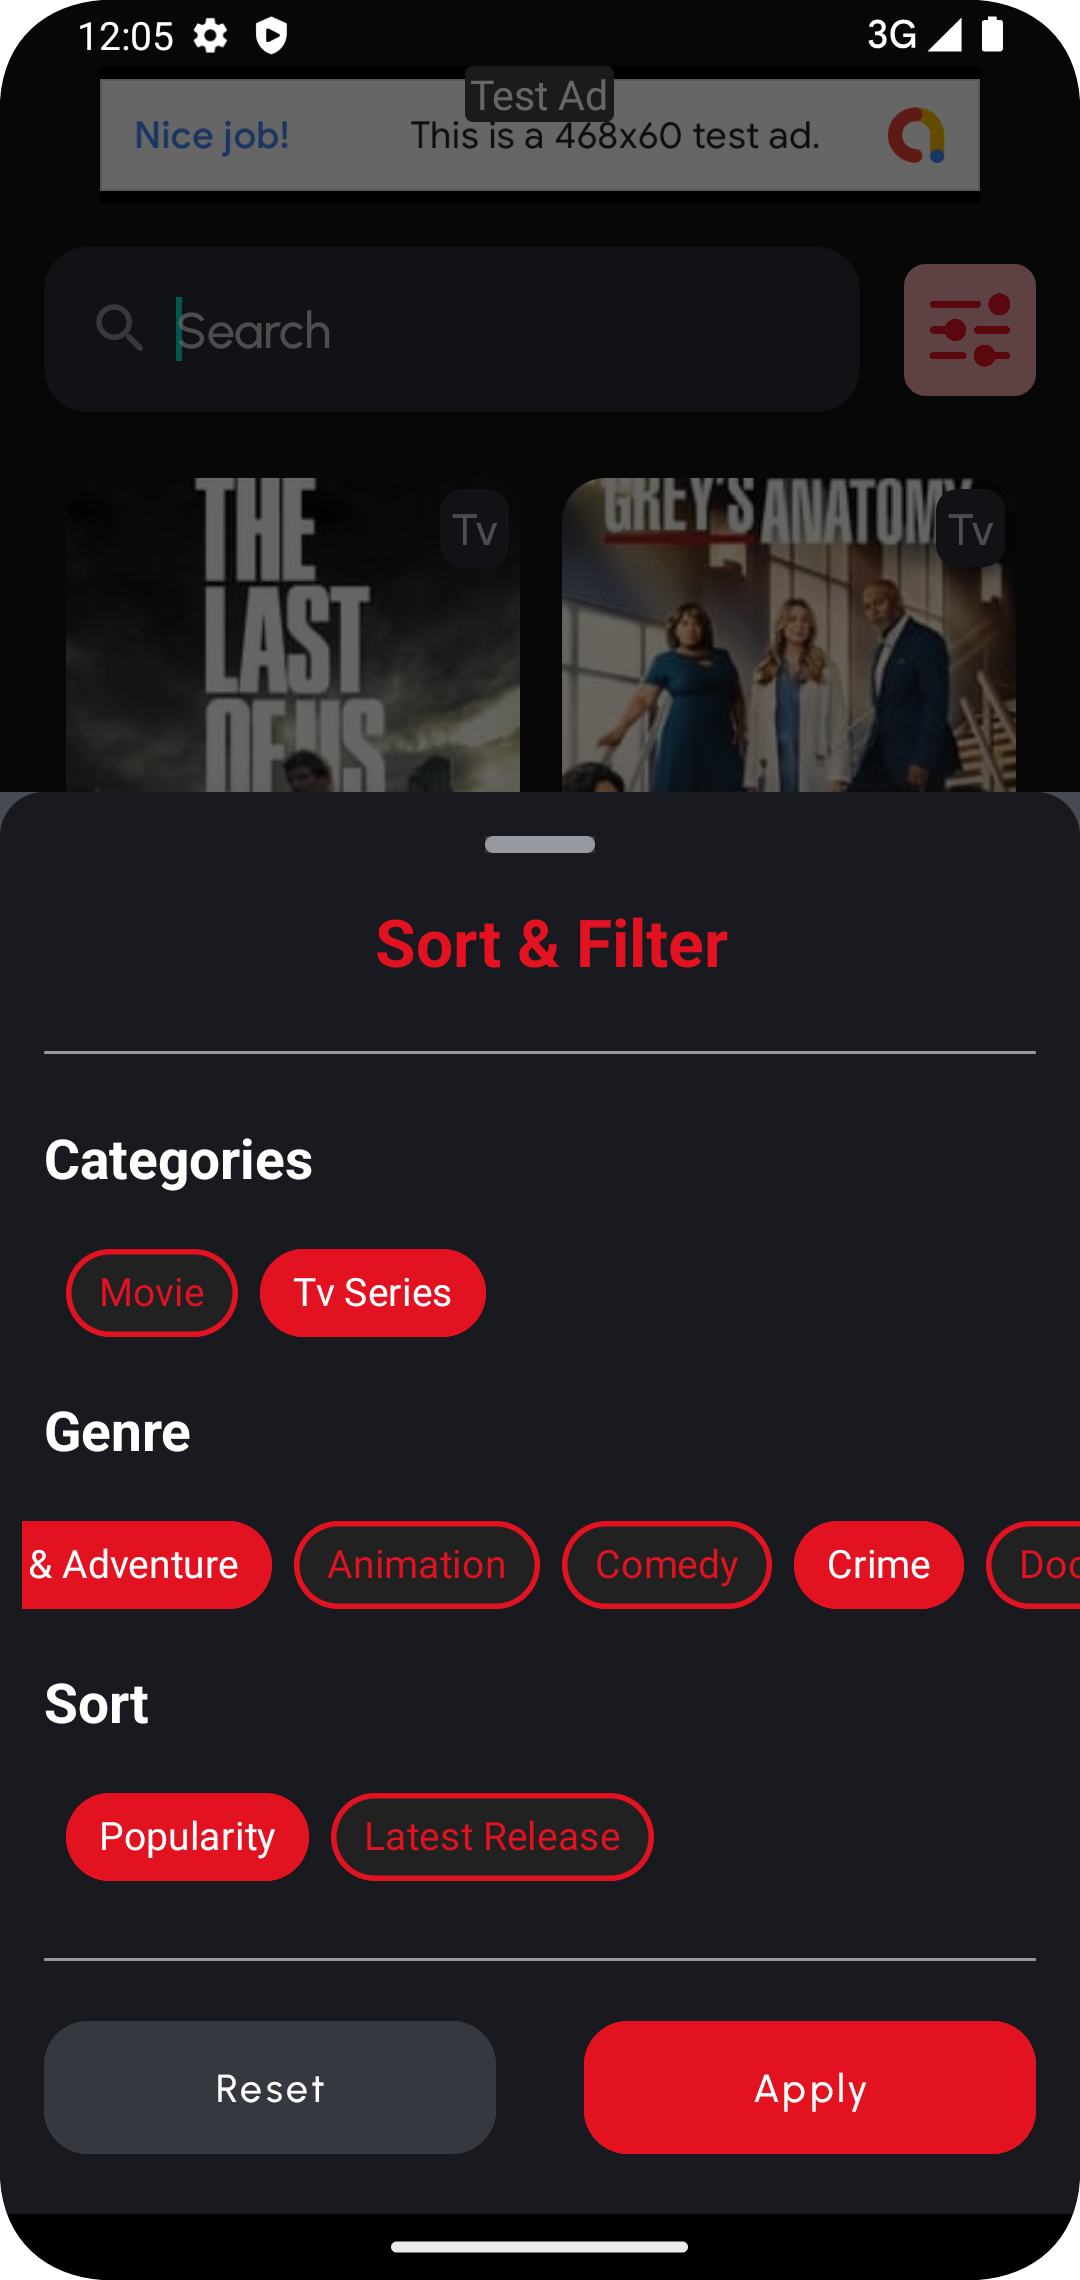 12:05
3G
Test Ad
Nice job! This is a 468x60 test ad.
Search
THE
LAST
OF US
Tv
GREY'S ANATOMY
Tv
Sort & Filter
Categories
Movie Tv Series
Genre
& Adventure Animation Comedy Crime Doc
Sort
Popularity Latest Release
Reset Apply